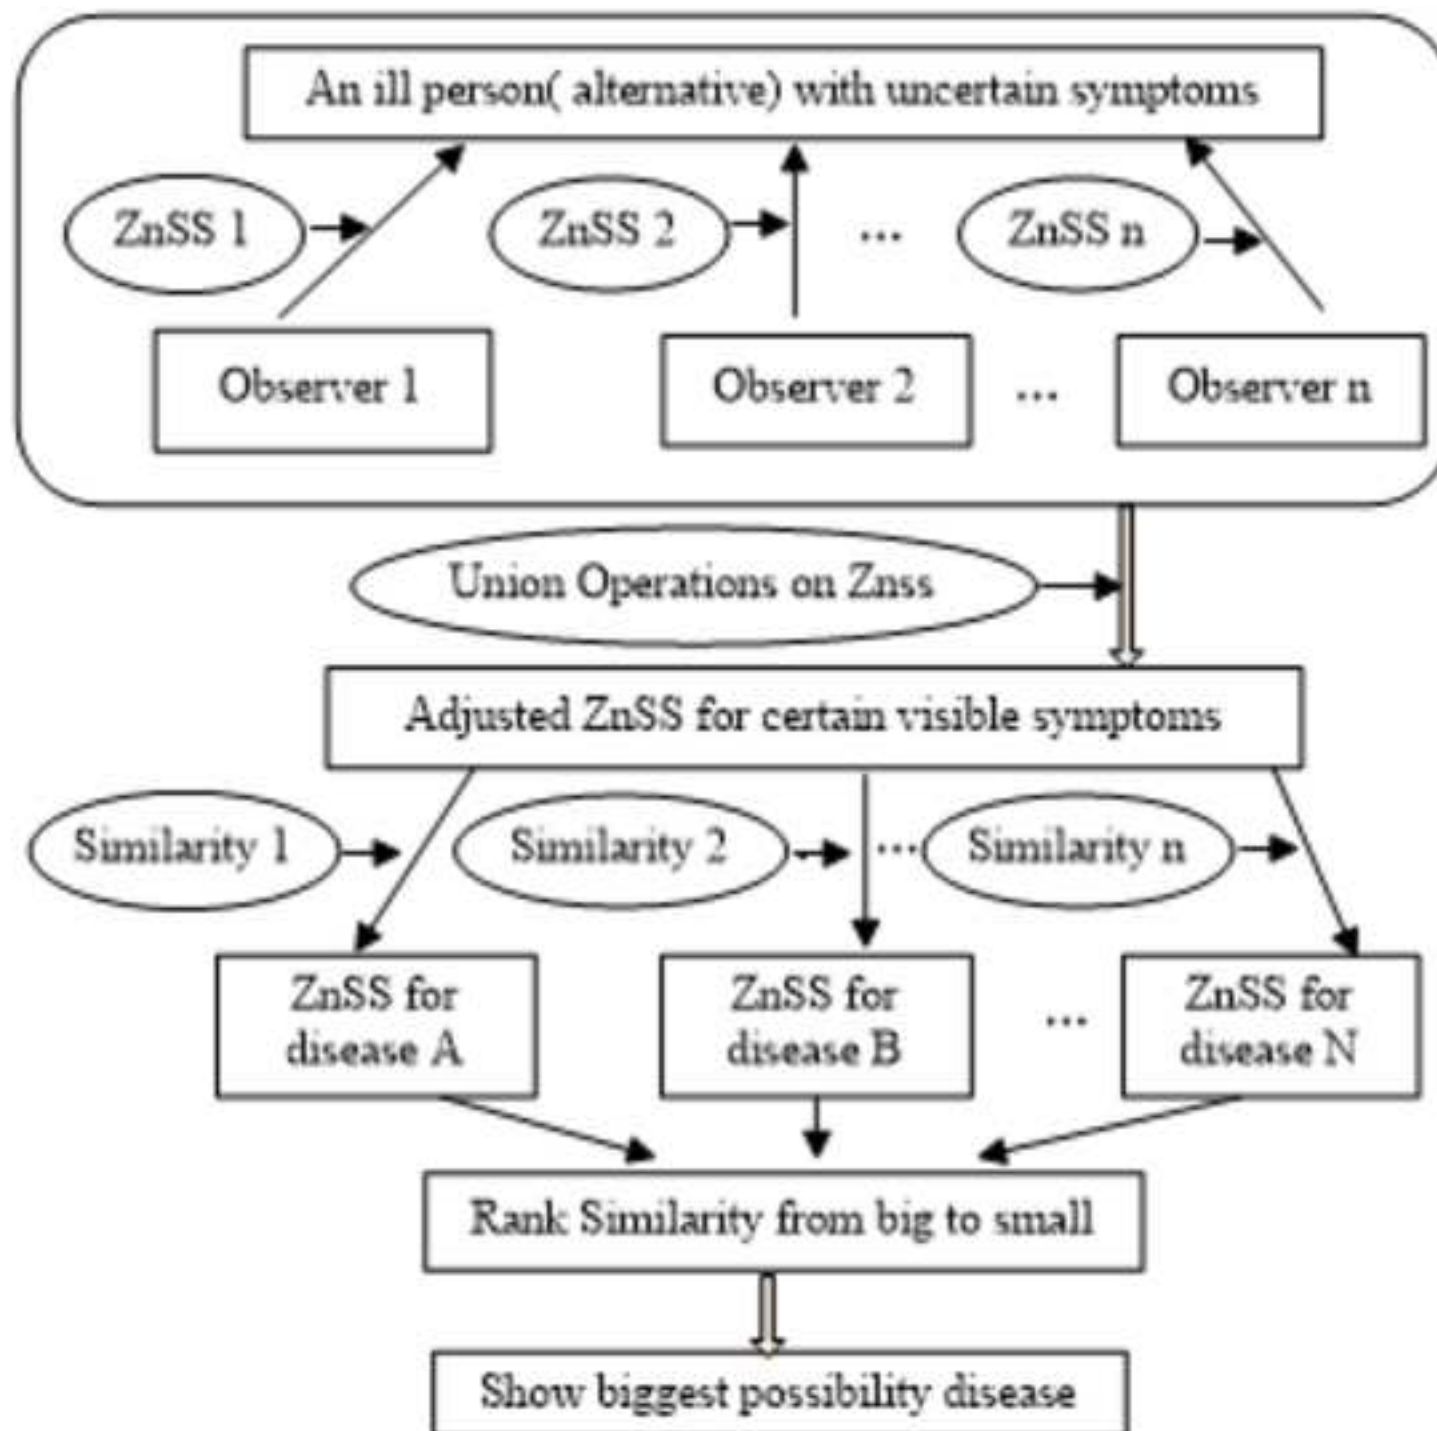 An ill person( alternative) with uncertain symptoms
ZnSS 1
ZnSS 2
...
ZnSS n
Observer 1
Observer 2
...
Observer n
Union Operations on Znss
Adjusted ZnSS for certain visible symptoms
Similarity 1
Similarity 2
...
Similarity n
ZnSS for
disease A
ZnSS for
disease B
...
ZnSS for
disease N
Rank Similarity from big to small
Show biggest possibility disease